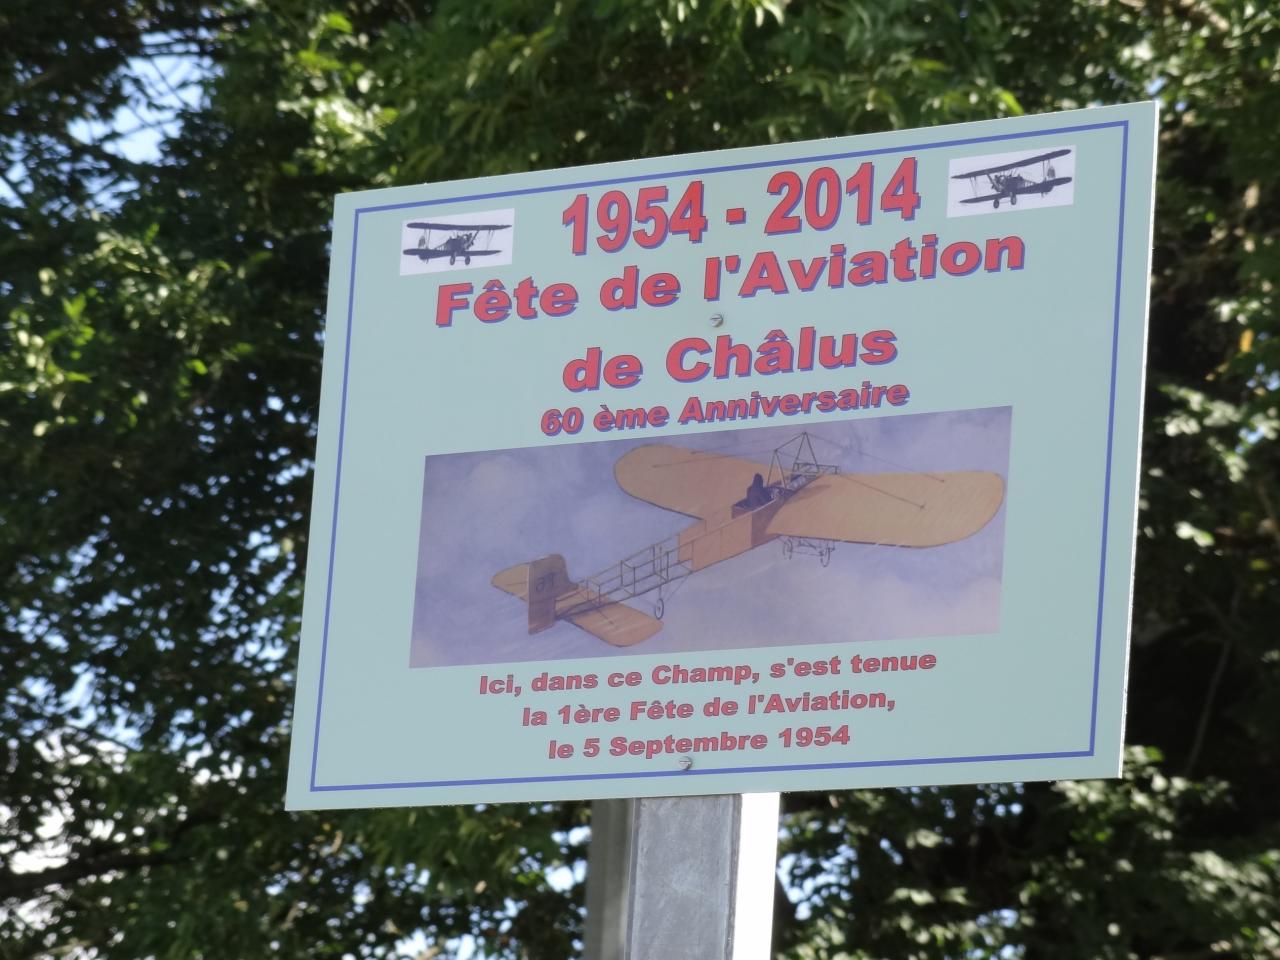 1954 - 2014
Fête de l'Aviation
de Châlus
60 ème Anniversaire
Ici, dans ce Champ, s'est tenue
la 1ère Fête de l'Aviation,
le 5 Septembre 1954